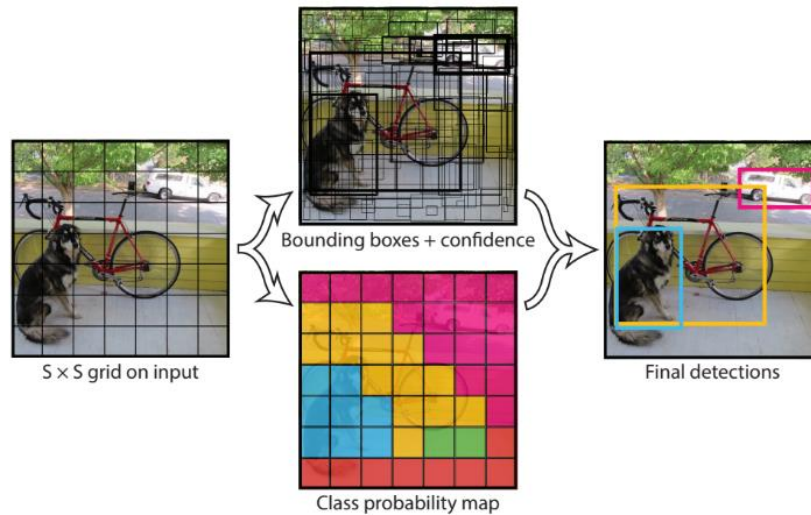 Bounding boxes + confidence
S × S grid on input
Final detections
Class probability map